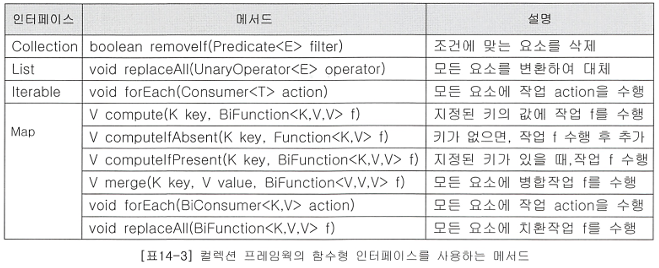 인터페이스 메서드 설명
Collection boolean removeIf(Predicate<E> filter) 조건에 맞는 요소를 삭제
List void replaceAll(UnaryOperator<E> operator) 모든 요소를 변환하여 대체
Iterable void forEach(Consumer<T> action) 모든 요소에 작업 action을 수행
Map V compute(K key, BiFunction<K,V,V> f) 지정된 키의 값에 작업 f를 수행
V computeIfAbsent(K key, Function<K,V> f) 키가 없으면, 작업 f 수행 후 추가
V computeIfPresent(K key, BiFunction<K,V,V> f) 지정된 키가 있을 때,작업 f 수행
V merge(K key, V value, BiFunction<V,V,V> f) 모든 요소에 병합작업 f를 수행
void forEach(BiConsumer<K,V> action) 모든 요소에 작업 action을 수행
void replaceAll(BiFunction<K,V,V> f) 모든 요소에 치환작업 f를 수행
[표14-3] 컬렉션 프레임웍의 함수형 인터페이스를 사용하는 메서드